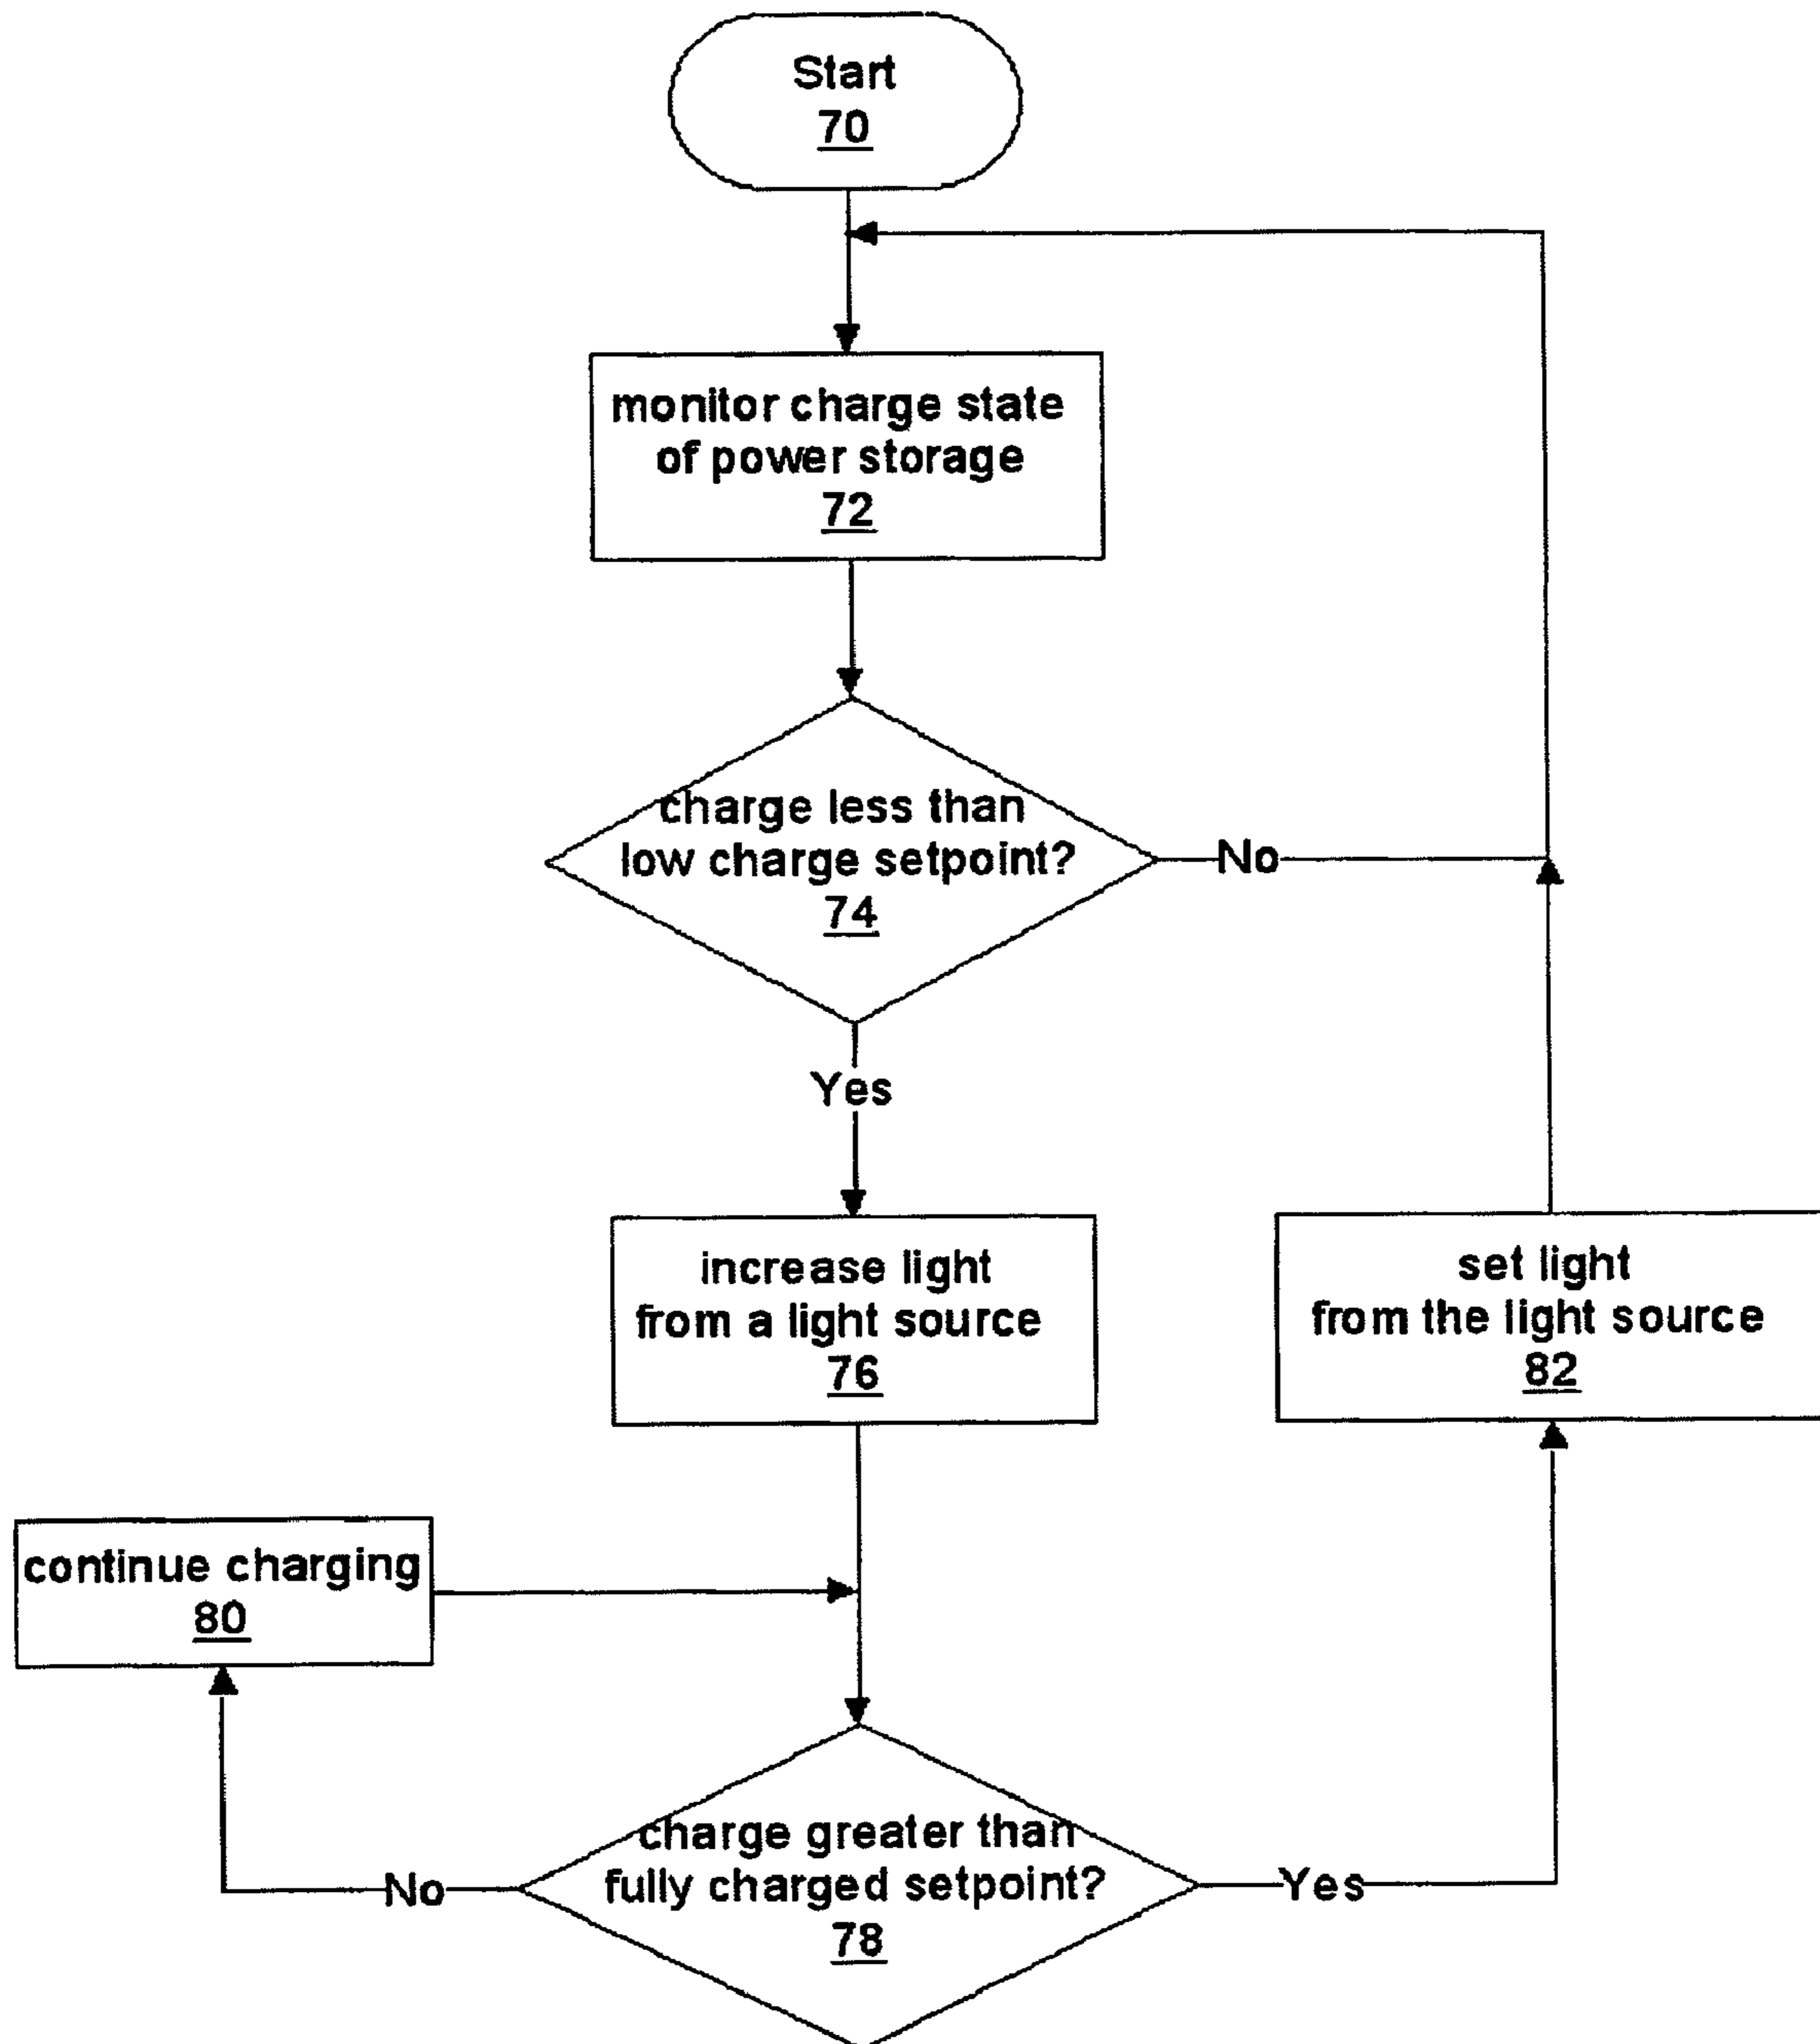 Start
70
monitor charge state
of power storage
72
charge less than
low charge setpoint?
74
No
Yes
increase light
from a light source
76
set light
from the light source
82
continue charging
80
charge greater than
fully charged setpoint?
78
No
Yes